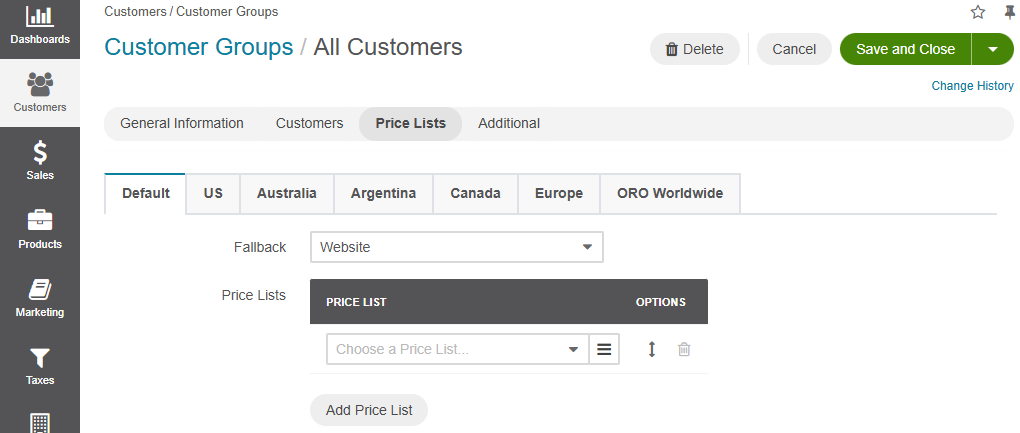 Dashboards
Customers
Sales
Products
Marketing
Taxes
Customers / Customer Groups
Customer Groups / All Customers
Delete Cancel Save and Close
Change History
General Information Customers Price Lists Additional
Default US Australia Argentina Canada Europe ORO Worldwide
Fallback Website
Price Lists PRICE LIST OPTIONS
Choose a Price List...
Add Price List